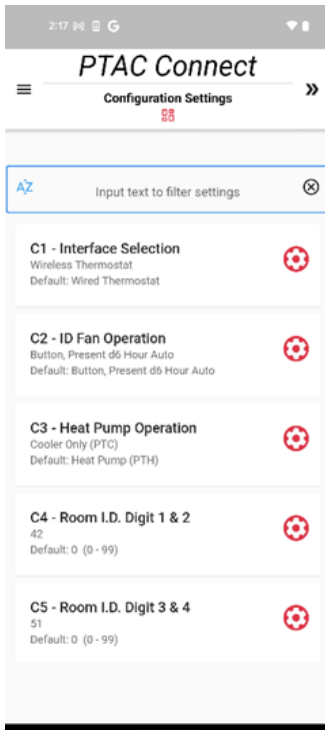 2:17
PTAC Connect
Configuration Settings
AZ
Input text to filter settings
C1 - Interface Selection
Wireless Thermostat
Default: Wired Thermostat
C2 - ID Fan Operation
Button, Present d6 Hour Auto
Default: Button, Present d6 Hour Auto
C3 - Heat Pump Operation
Cooler Only (PTC)
Default: Heat Pump (PTH)
C4 - Room I.D. Digit 1 & 2
42
Default: 0 (0 - 99)
C5 - Room I.D. Digit 3 & 4
51
Default: 0 (0 - 99)